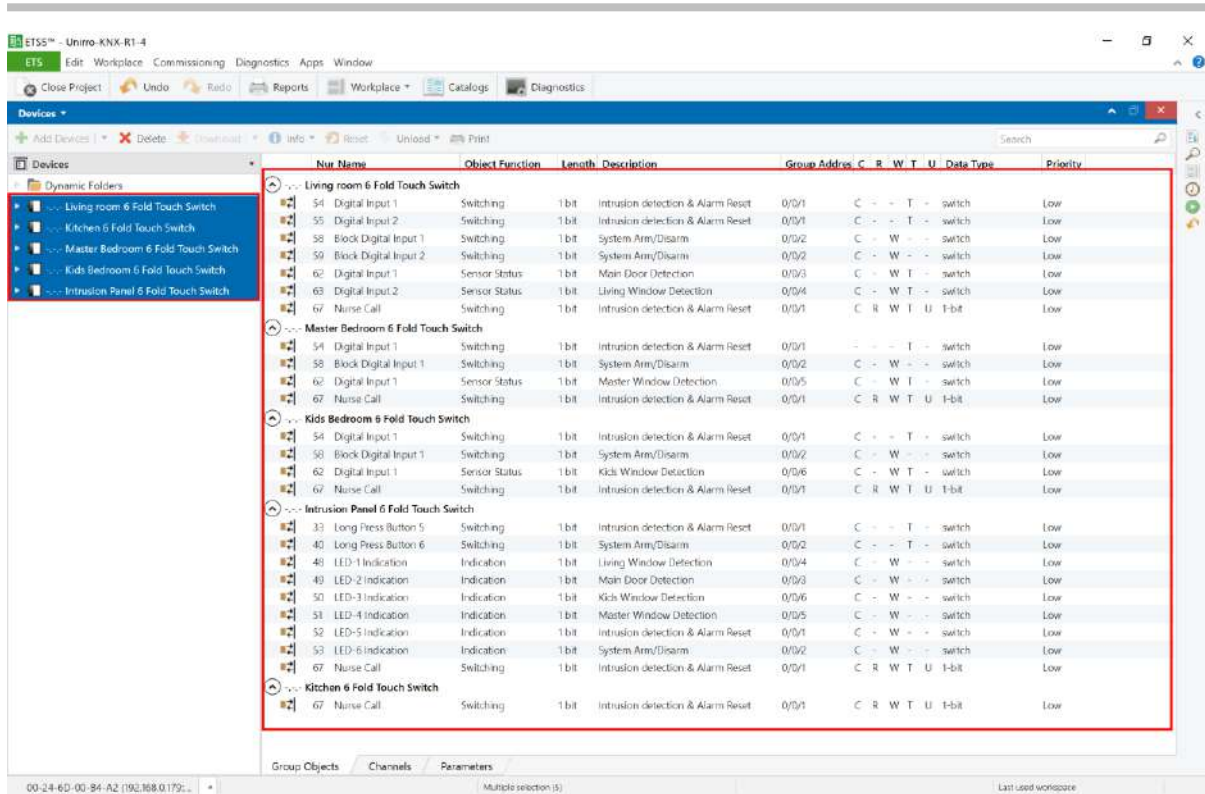 ETS5™ - Unirro-KNX-R1-4
ETS Edit Workplace Commissioning Diagnostics Apps Window
Close Project Undo Redo Reports Workplace Catalogs Diagnostics
Devices
Add Devices Delete Download Info Reset Unload Print Search
Devices
Dynamic Folders
-.-.- Living room 6 Fold Touch Switch
-.-.- Kitchen 6 Fold Touch Switch
-.-.- Master Bedroom 6 Fold Touch Switch
-.-.- Kids Bedroom 6 Fold Touch Switch
-.-.- Intrusion Panel 6 Fold Touch Switch
Nur Name Object Function Length Description Group Addres C R W T U Data Type Priority
-.-.- Living room 6 Fold Touch Switch
54 Digital Input 1 Switching 1 bit Intrusion detection & Alarm Reset 0/0/1 C - - T - switch Low
55 Digital Input 2 Switching 1 bit Intrusion detection & Alarm Reset 0/0/1 C - - T - switch Low
58 Block Digital Input 1 Switching 1 bit System Arm/Disarm 0/0/2 C - W - - switch Low
59 Block Digital Input 2 Switching 1 bit System Arm/Disarm 0/0/2 C - W - - switch Low
62 Digital Input 1 Sensor Status 1 bit Main Door Detection 0/0/3 C - W T - switch Low
63 Digital Input 2 Sensor Status 1 bit Living Window Detection 0/0/4 C - W T - switch Low
67 Nurse Call Switching 1 bit Intrusion detection & Alarm Reset 0/0/1 C R W T U 1-bit Low
-.-.- Master Bedroom 6 Fold Touch Switch
54 Digital Input 1 Switching 1 bit Intrusion detection & Alarm Reset 0/0/1 - - - T - switch Low
58 Block Digital Input 1 Switching 1 bit System Arm/Disarm 0/0/2 C - W - - switch Low
62 Digital Input 1 Sensor Status 1 bit Master Window Detection 0/0/5 C - W T - switch Low
67 Nurse Call Switching 1 bit Intrusion detection & Alarm Reset 0/0/1 C R W T U 1-bit Low
-.-.- Kids Bedroom 6 Fold Touch Switch
54 Digital Input 1 Switching 1 bit Intrusion detection & Alarm Reset 0/0/1 C - - T - switch Low
58 Block Digital Input 1 Switching 1 bit System Arm/Disarm 0/0/2 C - W - - switch Low
62 Digital Input 1 Sensor Status 1 bit Kids Window Detection 0/0/6 C - W T - switch Low
67 Nurse Call Switching 1 bit Intrusion detection & Alarm Reset 0/0/1 C R W T U 1-bit Low
-.-.- Intrusion Panel 6 Fold Touch Switch
33 Long Press Button 5 Switching 1 bit Intrusion detection & Alarm Reset 0/0/1 C - - T - switch Low
40 Long Press Button 6 Switching 1 bit System Arm/Disarm 0/0/2 C - - T - switch Low
48 LED-1 Indication Indication 1 bit Living Window Detection 0/0/4 C - W - - switch Low
49 LED-2 Indication Indication 1 bit Main Door Detection 0/0/3 C - W - - switch Low
50 LED-3 Indication Indication 1 bit Kids Window Detection 0/0/6 C - W - - switch Low
51 LED-4 Indication Indication 1 bit Master Window Detection 0/0/5 C - W - - switch Low
52 LED-5 Indication Indication 1 bit Intrusion detection & Alarm Reset 0/0/1 C - W - - switch Low
53 LED-6 Indication Indication 1 bit System Arm/Disarm 0/0/2 C - W - - switch Low
67 Nurse Call Switching 1 bit Intrusion detection & Alarm Reset 0/0/1 C R W T U 1-bit Low
-.-.- Kitchen 6 Fold Touch Switch
67 Nurse Call Switching 1 bit Intrusion detection & Alarm Reset 0/0/1 C R W T U 1-bit Low
Group Objects Channels Parameters
00-24-6D-00-B4-A2 (192.168.0.179:... Multiple selection (5) Last used workspace